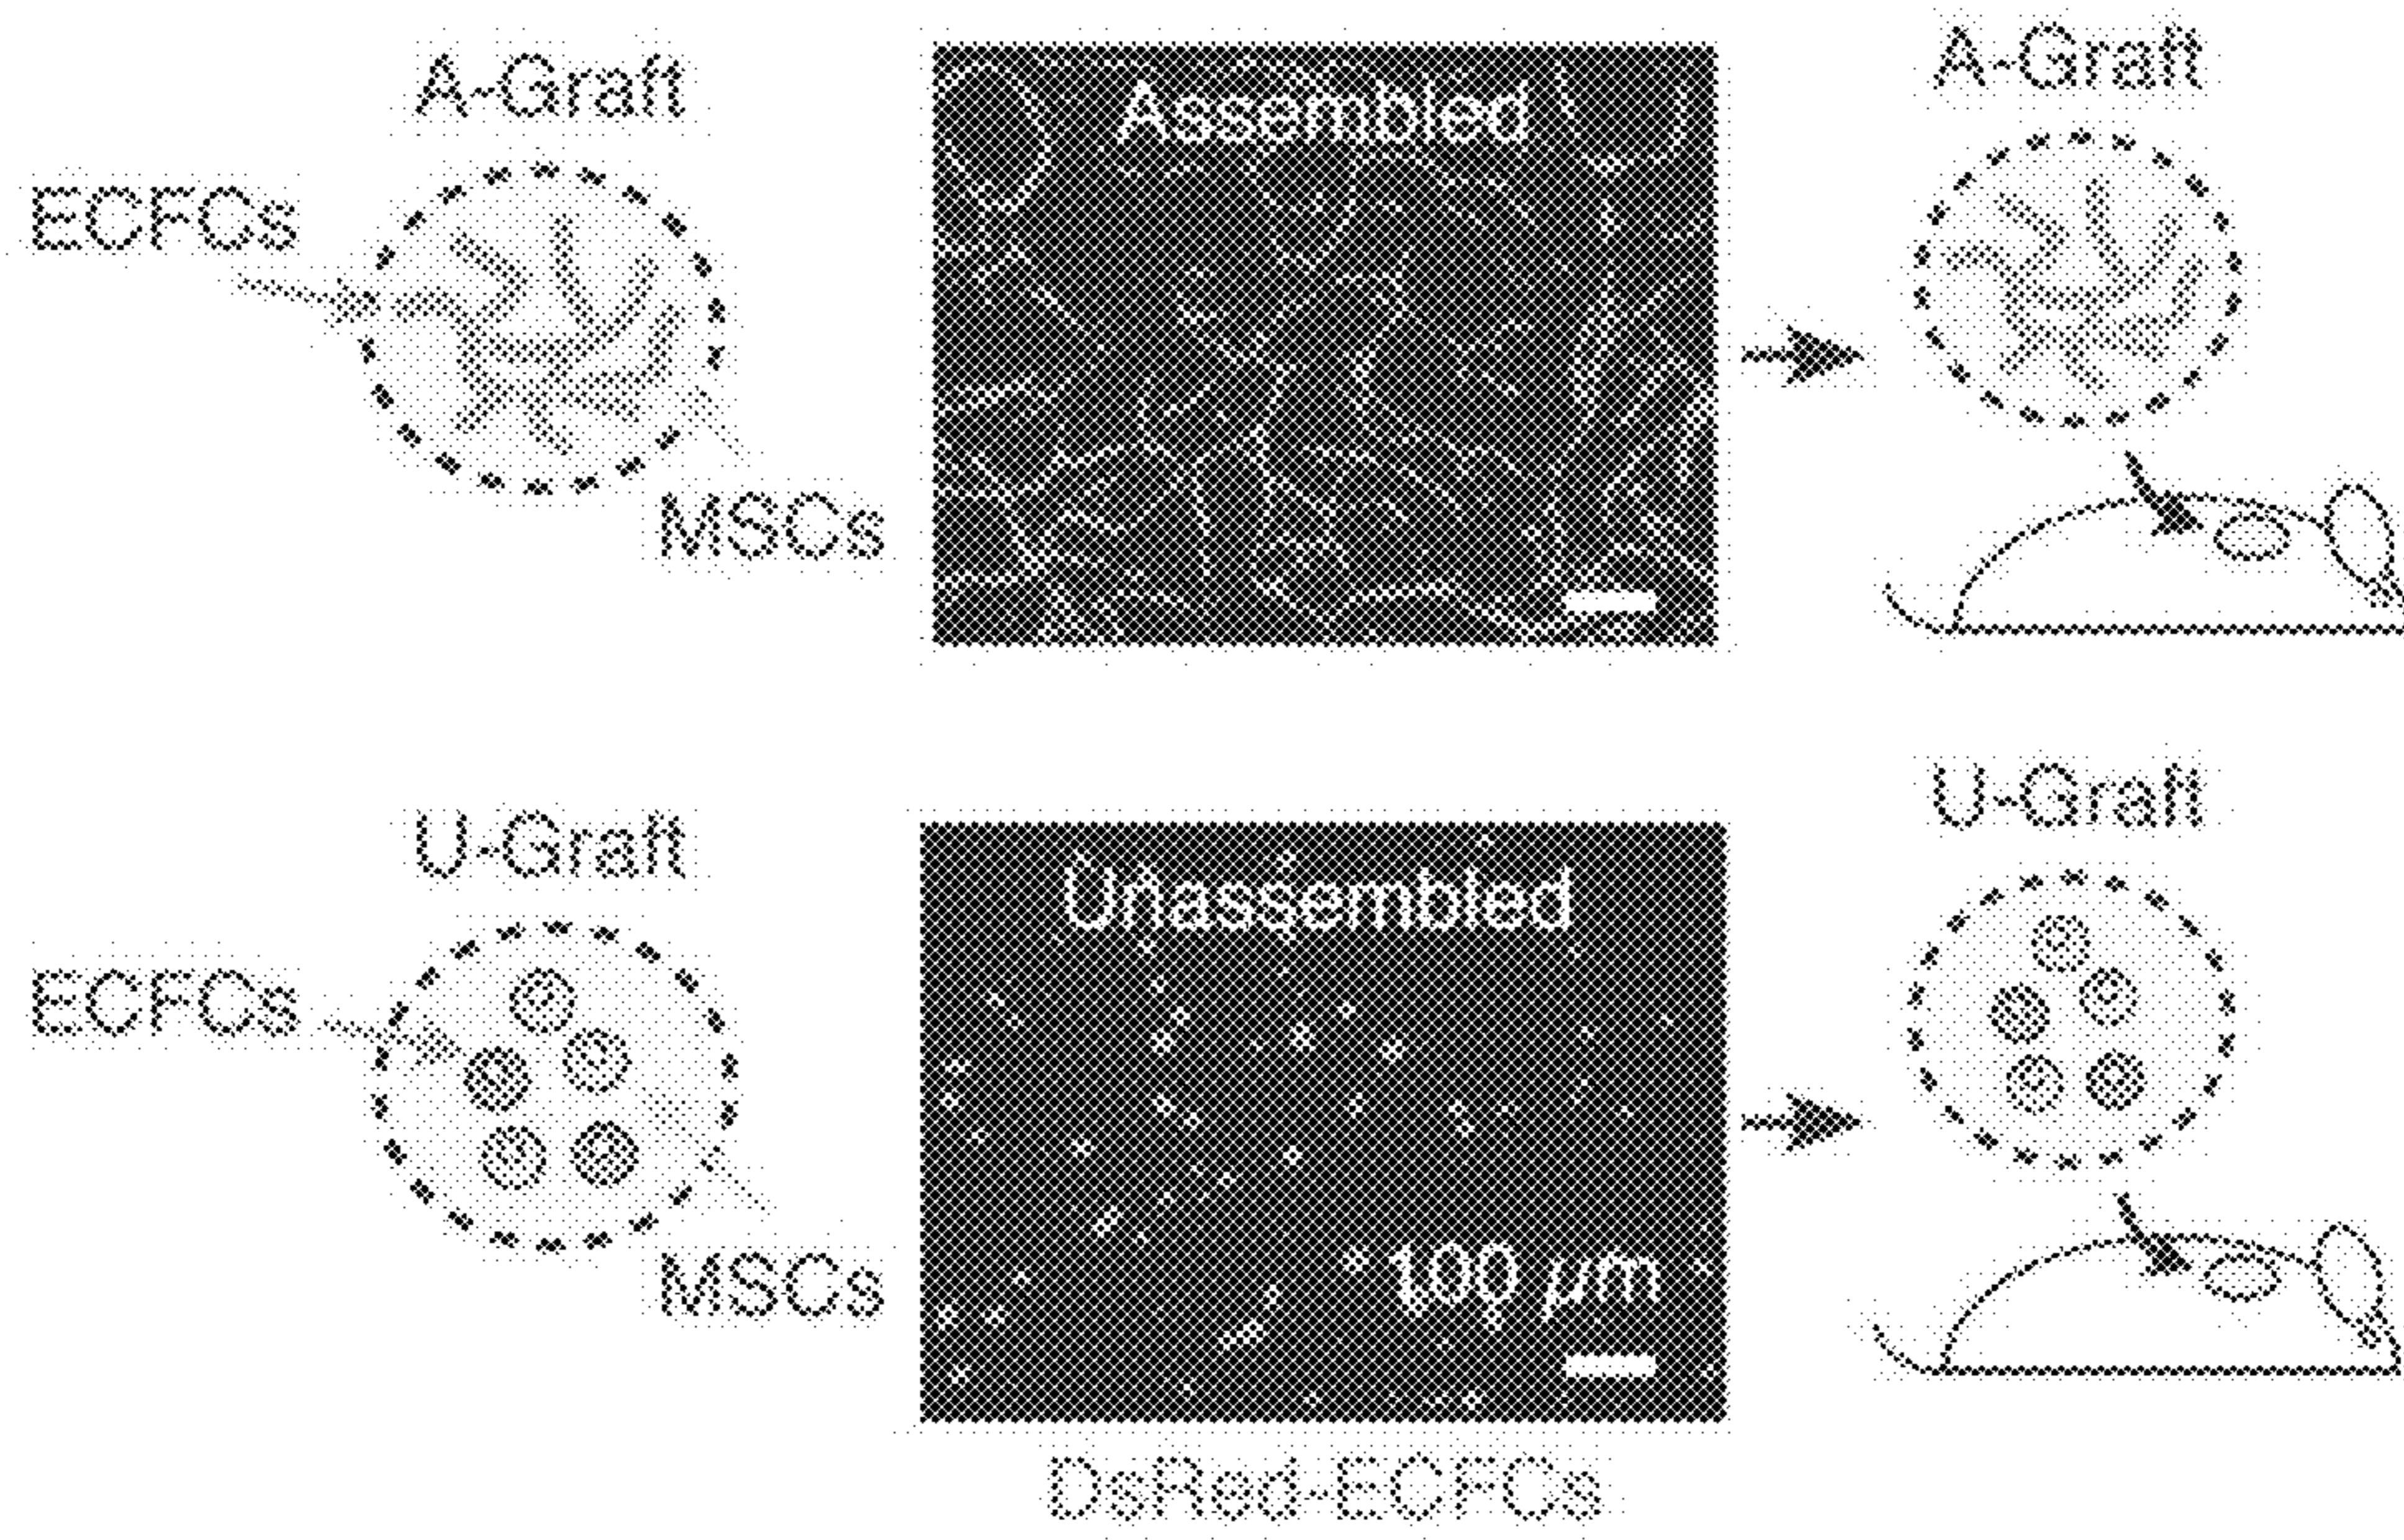 A-Graft
ECFCs
MSCs
Assembled
A-Graft
U-Graft
ECFCs
MSCs
Unassembled
100 µm
DsRed-ECFCs
U-Graft